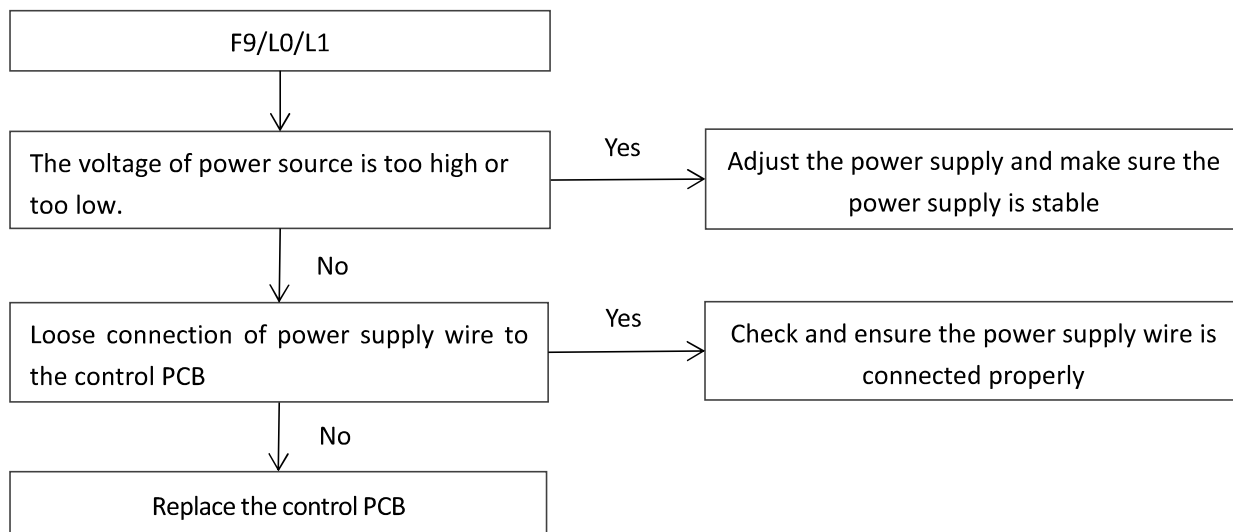 F9/L0/L1
The voltage of power source is too high or
too low.
Yes
Adjust the power supply and make sure the
power supply is stable
No
Loose connection of power supply wire to
the control PCB
Yes
Check and ensure the power supply wire is
connected properly
No
Replace the control PCB